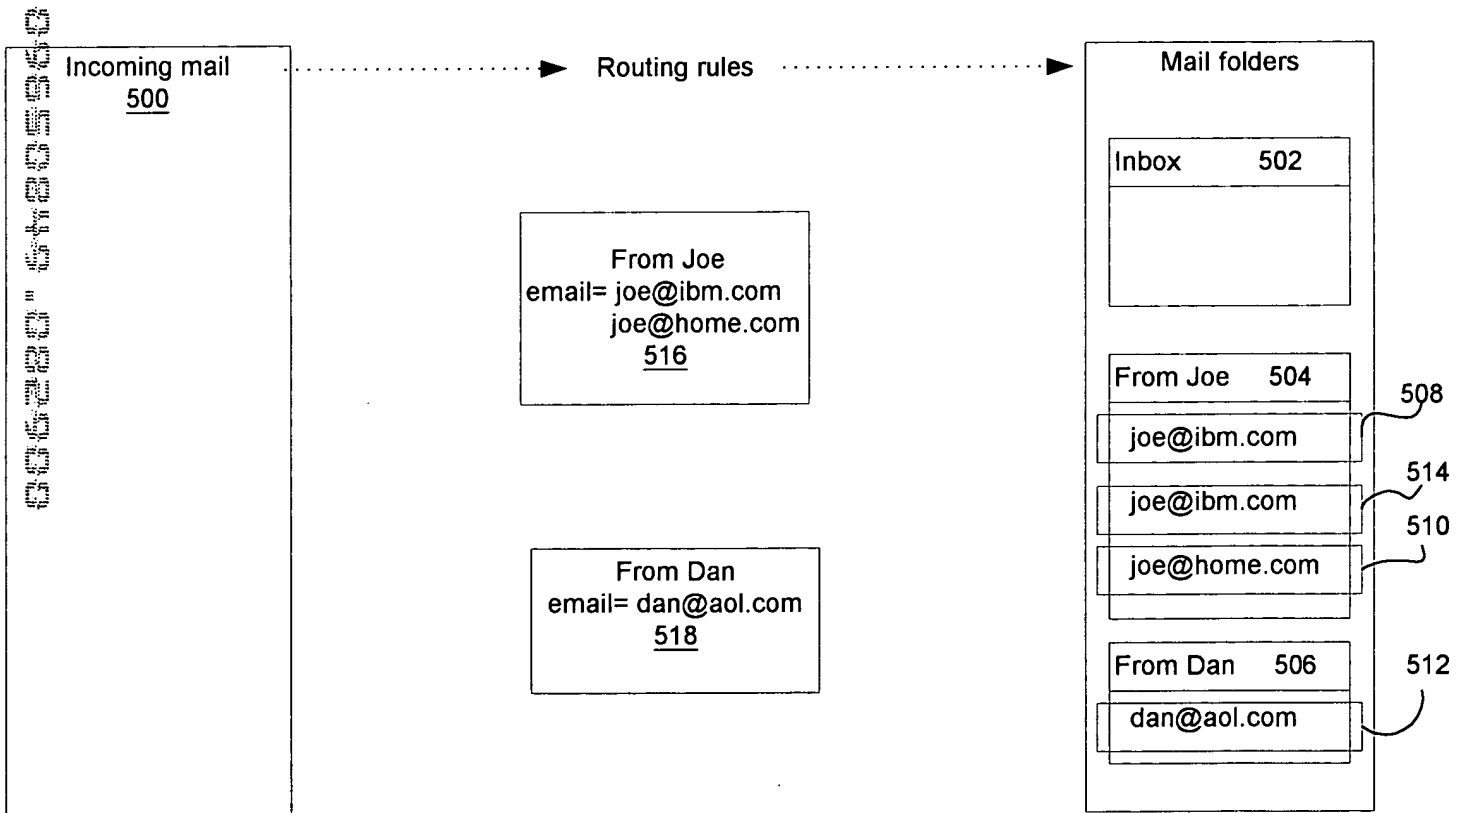 Incoming mail
500
Routing rules
Mail folders
Inbox 502
From Joe
email= joe@ibm.com
joe@home.com
516
From Joe 504
508
joe@ibm.com
514
joe@ibm.com
510
joe@home.com
From Dan
email= dan@aol.com
518
From Dan 506
512
dan@aol.com